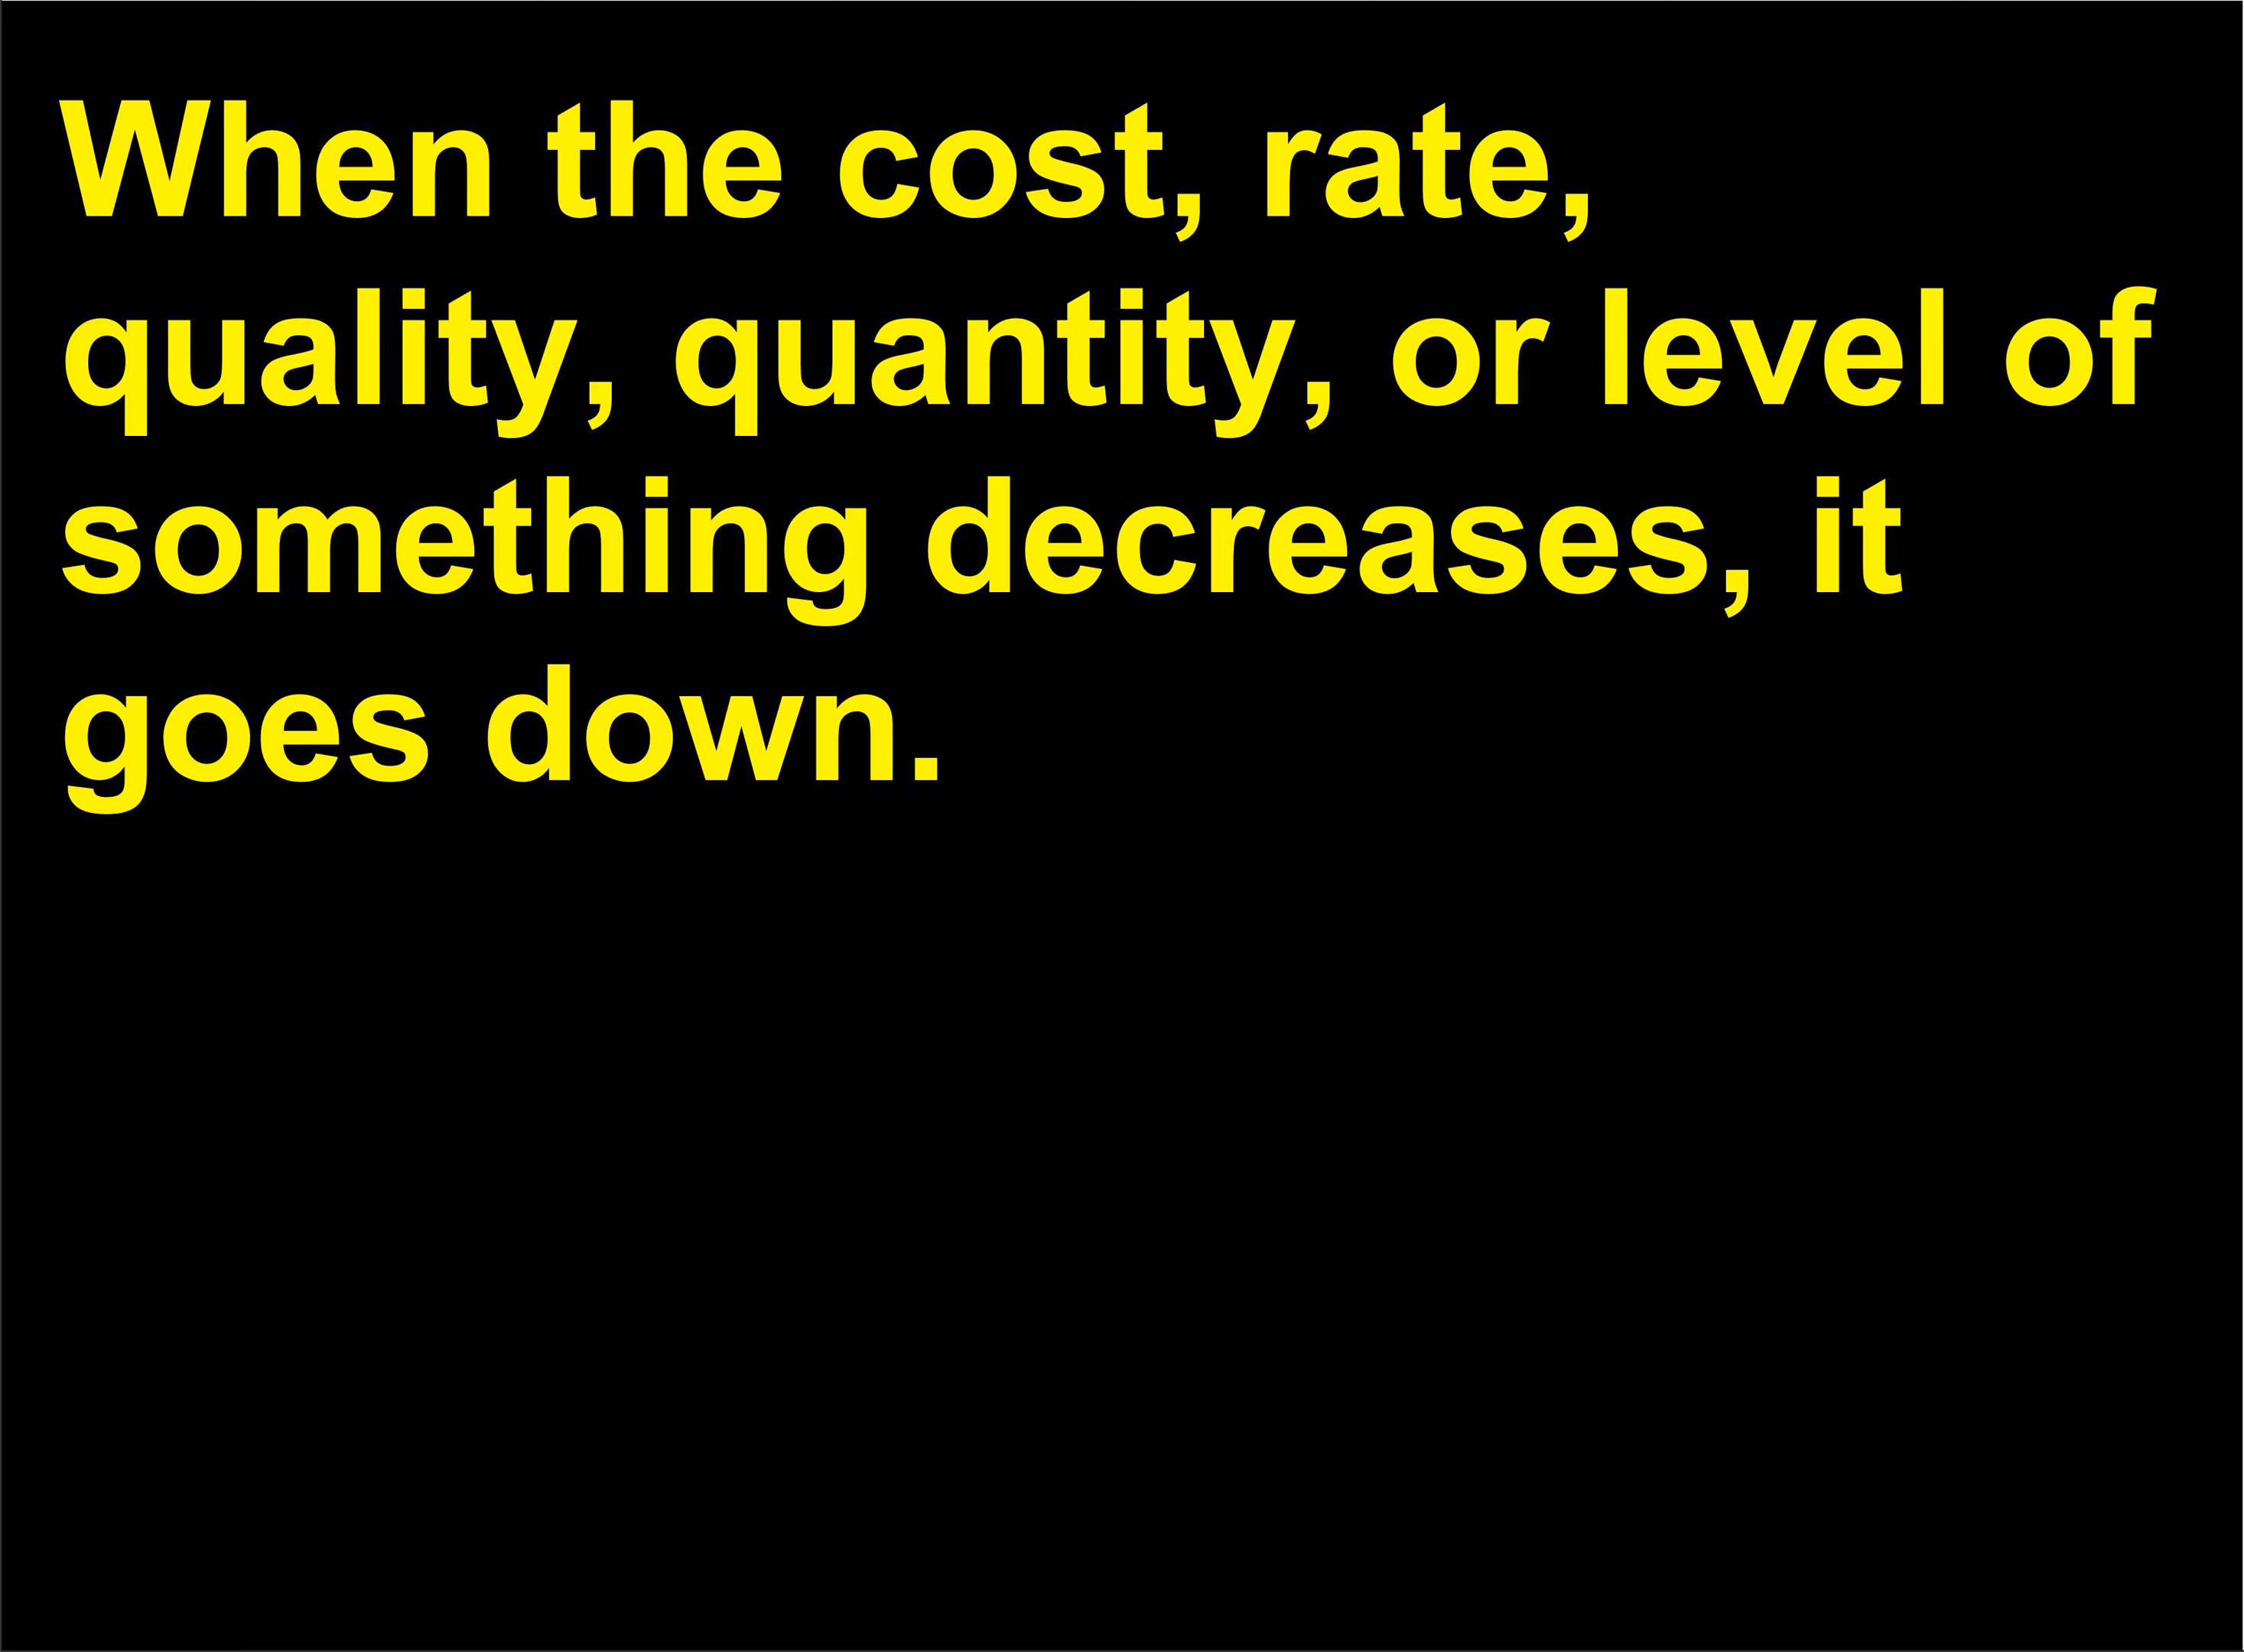 When the cost, rate,
quality, quantity, or level of
something decreases, it
goes down.